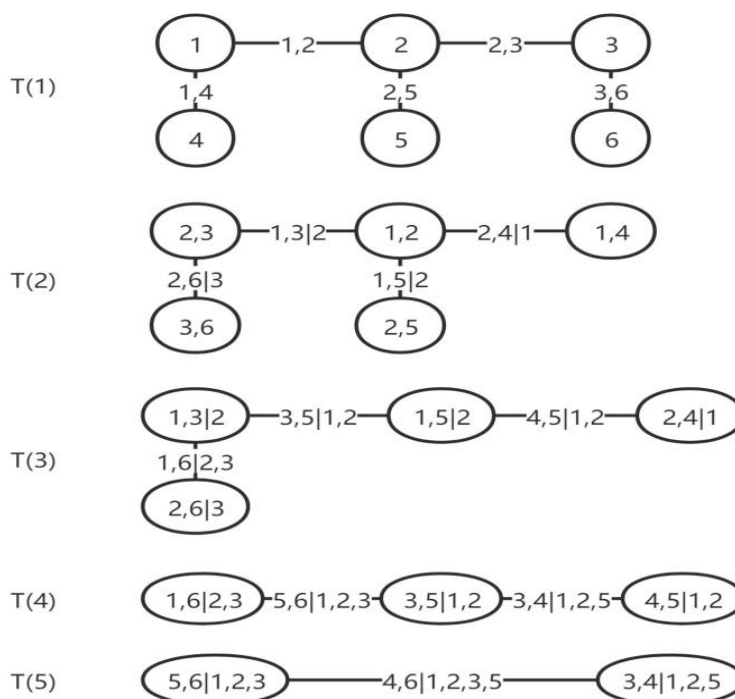 1 1,2 2 2,3 3
T(1)
1,4 2,5 3,6
4 5 6
2,3 1,3|2 1,2 2,4|1 1,4
T(2)
2,6|3 1,5|2
3,6 2,5
1,3|2 3,5|1,2 1,5|2 4,5|1,2 2,4|1
T(3)
1,6|2,3
2,6|3
T(4) 1,6|2,3 5,6|1,2,3 3,5|1,2 3,4|1,2,5 4,5|1,2
T(5) 5,6|1,2,3 4,6|1,2,3,5 3,4|1,2,5